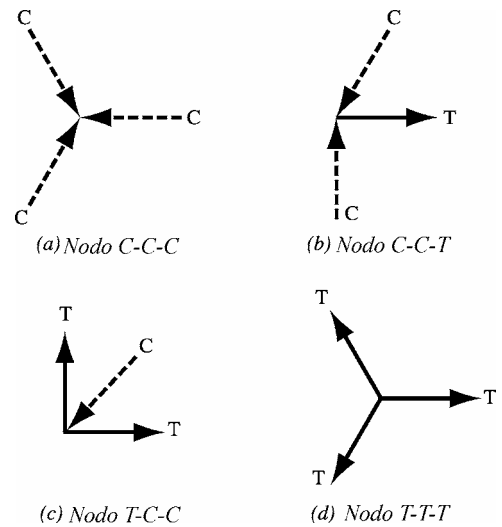 C
C
C
C
T
C
(a) Nodo C-C-C
(b) Nodo C-C-T
T
C
T
T
T
T
(c) Nodo T-C-C
(d) Nodo T-T-T